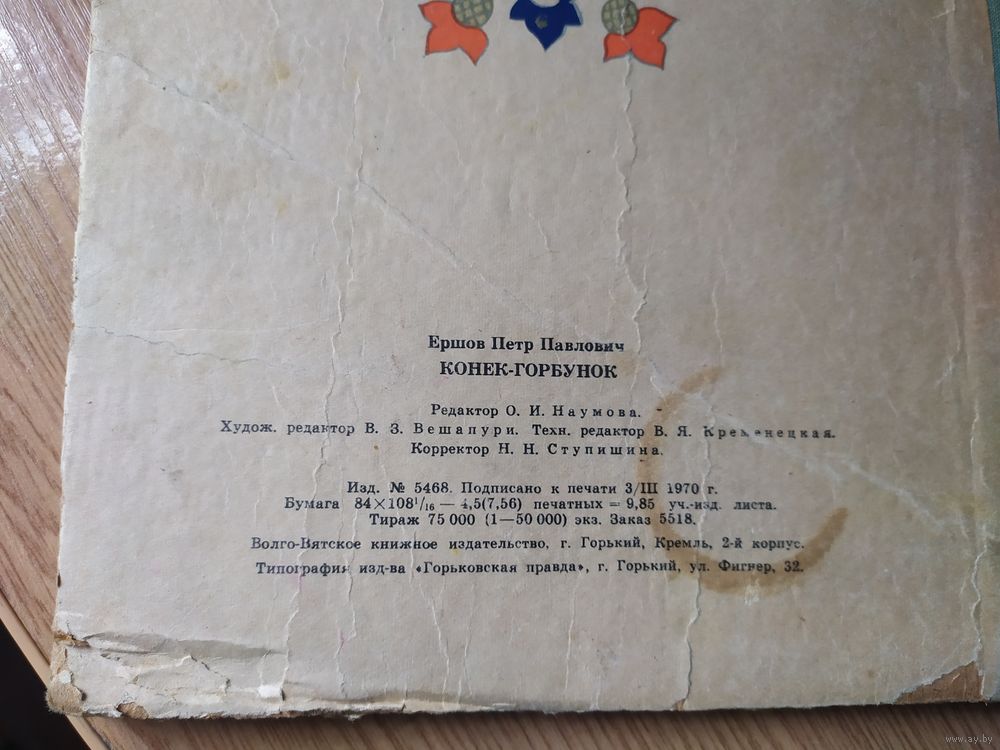 Ершов Петр Павлович
КОНЕК-ГОРБУНОК
Редактор О. И. Наумова.
Худож. редактор В. З. Вешапури. Техн. редактор В. Я. Кременецкая.
Корректор Н. Н. Ступишина.
Изд. № 5468. Подписано к печати 3/III 1970 г.
Бумага 84×108¹/₁₆ — 4,5(7,56) печатных = 9,85 уч.-изд. листа.
Тираж 75 000 (1—50 000) экз. Заказ 5518.
Волго-Вятское книжное издательство, г. Горький, Кремль, 2-й корпус.
Типография изд-ва «Горьковская правда», г. Горький, ул. Фигнер, 32.
www.ay.by